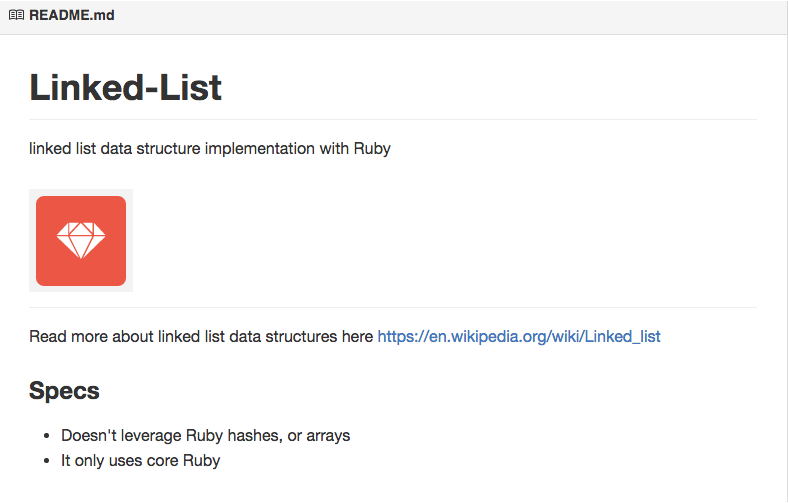 README.md
Linked-List
linked list data structure implementation with Ruby
Read more about linked list data structures here https://en.wikipedia.org/wiki/Linked_list
Specs
• Doesn't leverage Ruby hashes, or arrays
• It only uses core Ruby